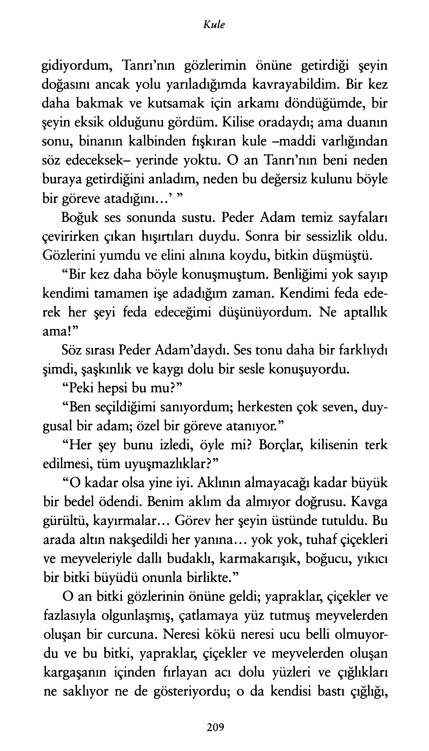 Kule
gidiyordum, Tanrı’nın gözlerimin önüne getirdiği şeyin
doğasını ancak yolu yarıladığımda kavrayabildim. Bir kez
daha bakmak ve kutsamak için arkamı döndüğümde, bir
şeyin eksik olduğunu gördüm. Kilise oradaydı; ama duanın
sonu, binanın kalbinden fışkıran kule –maddi varlığından
söz edeceksek– yerinde yoktu. O an Tanrı’nın beni neden
buraya getirdiğini anladım, neden bu değersiz kulunu böyle
bir göreve atadığını...’ ”
Boğuk ses sonunda sustu. Peder Adam temiz sayfaları
çevirirken çıkan hışırtıları duydu. Sonra bir sessizlik oldu.
Gözlerini yumdu ve elini alnına koydu, bitkin düşmüştü.
“Bir kez daha böyle konuşmuştum. Benliğimi yok sayıp
kendimi tamamen işe adadığım zaman. Kendimi feda ede-
rek her şeyi feda edeceğimi düşünüyordum. Ne aptallık
ama!”
Söz sırası Peder Adam’daydı. Ses tonu daha bir farklıydı
şimdi, şaşkınlık ve kaygı dolu bir sesle konuşuyordu.
“Peki hepsi bu mu?”
“Ben seçildiğimi sanıyordum; herkesten çok seven, duy-
gusal bir adam; özel bir göreve atanıyor.”
“Her şey bunu izledi, öyle mi? Borçlar, kilisenin terk
edilmesi, tüm uyuşmazlıklar?”
“O kadar olsa yine iyi. Aklının almayacağı kadar büyük
bir bedel ödendi. Benim aklım da almıyor doğrusu. Kavga
gürültü, kayırmalar... Görev her şeyin üstünde tutuldu. Bu
arada altın nakşedildi her yanına... yok yok, tuhaf çiçekleri
ve meyveleriyle dallı budaklı, karmakarışık, boğucu, yıkıcı
bir bitki büyüdü onunla birlikte.”
O an bitki gözlerinin önüne geldi; yapraklar, çiçekler ve
fazlasıyla olgunlaşmış, çatlamaya yüz tutmuş meyvelerden
oluşan bir curcuna. Neresi kökü neresi ucu belli olmuyor-
du ve bu bitki, yapraklar, çiçekler ve meyvelerden oluşan
kargaşanın içinden fırlayan acı dolu yüzleri ve çığlıkları
ne saklıyor ne de gösteriyordu; o da kendisi bastı çığlığı,
209